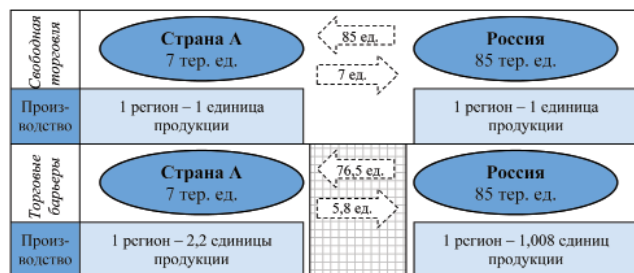 Свободная
торговля
Страна А
7 тер. ед.
85 ед.
7 ед.
Россия
85 тер. ед.
Произ-
водство
1 регион – 1 единица
продукции
1 регион – 1 единица
продукции
Торговые
барьеры
Страна А
7 тер. ед.
76,5 ед.
5,8 ед.
Россия
85 тер. ед.
Произ-
водство
1 регион – 2,2 единицы
продукции
1 регион – 1,008 единиц
продукции